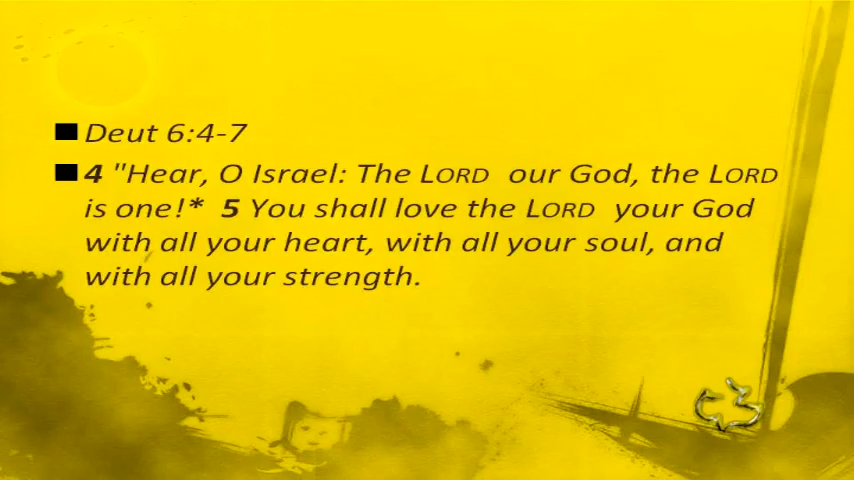 Deut 6:4-7
4 "Hear, O Israel: The LORD our God, the LORD
is one!* 5 You shall love the LORD your God
with all your heart, with all your soul, and
with all your strength.